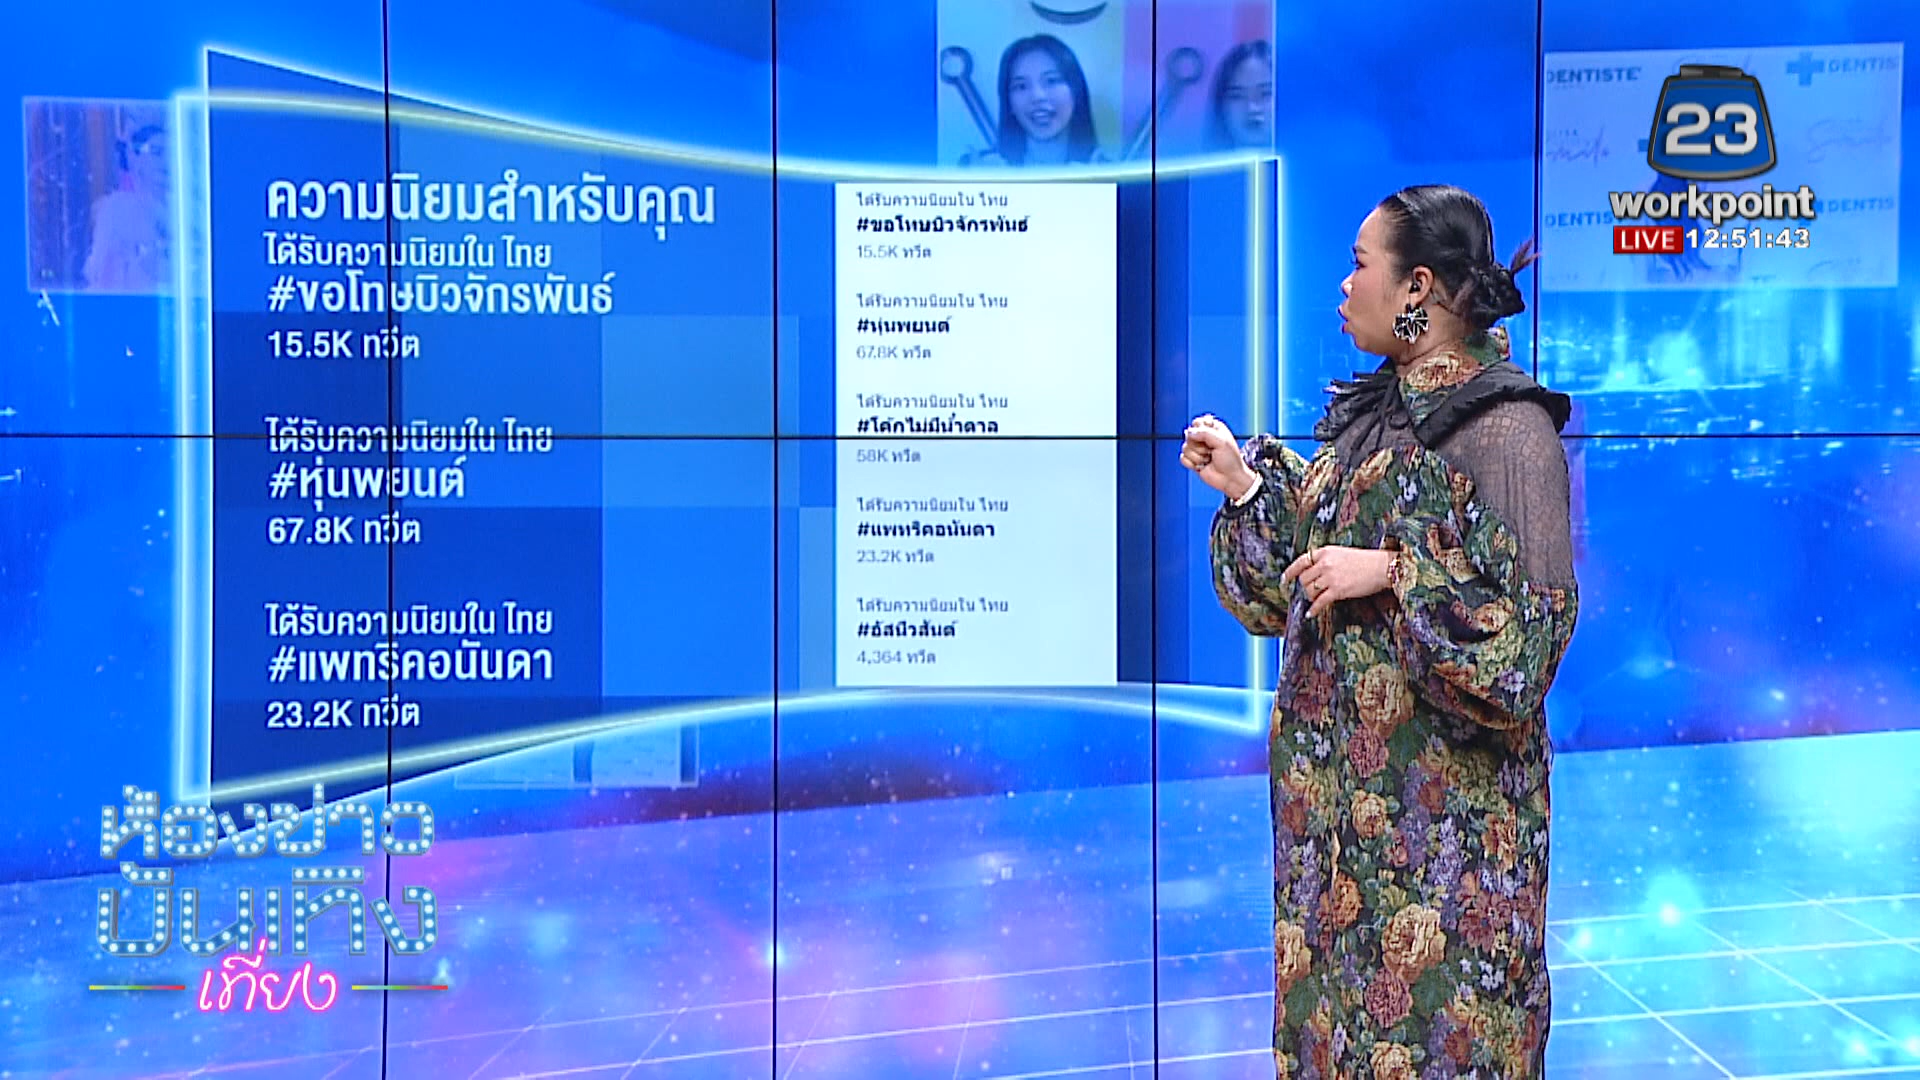 ความนิยมสำหรับคุณ
ได้รับความนิยมใน ไทย
#ขอโทษบิวจักรพันธ์
15.5K ทวีต
ได้รับความนิยมใน ไทย
#หุ่นพยนต์
67.8K ทวีต
ได้รับความนิยมใน ไทย
#แพทริคอนันดา
23.2K ทวีต
ได้รับความนิยมใน ไทย
#ขอโทษบิวจักรพันธ์
15.5K ทวีต
ได้รับความนิยมใน ไทย
#หุ่นพยนต์
67.8K ทวีต
ได้รับความนิยมใน ไทย
#โค้กไม่มีน้ำตาล
58K ทวีต
ได้รับความนิยมใน ไทย
#แพทริคอนันดา
23.2K ทวีต
ได้รับความนิยมใน ไทย
#อัสนีวสันต์
4,364 ทวีต
DENTISTE'
DENTIS
Smile
DENTIS
DENTIS
23
workpoint
LIVE 12:51:43
ห้องข่าว
บันเทิง
เที่ยง